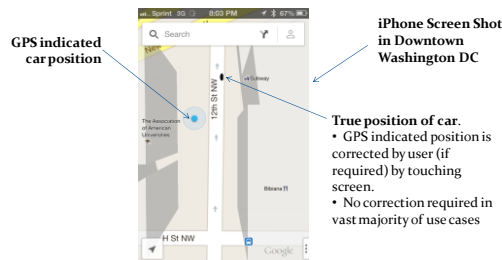 Sprint 3G 8:03 PM 67%
Search
New
Subway
12th St NW
The Association
of American
Universities
Bibiana
H St NW
Google
GPS indicated
car position
iPhone Screen Shot
in Downtown
Washington DC
True position of car.
• GPS indicated position is
corrected by user (if
required) by touching
screen.
• No correction required in
vast majority of use cases